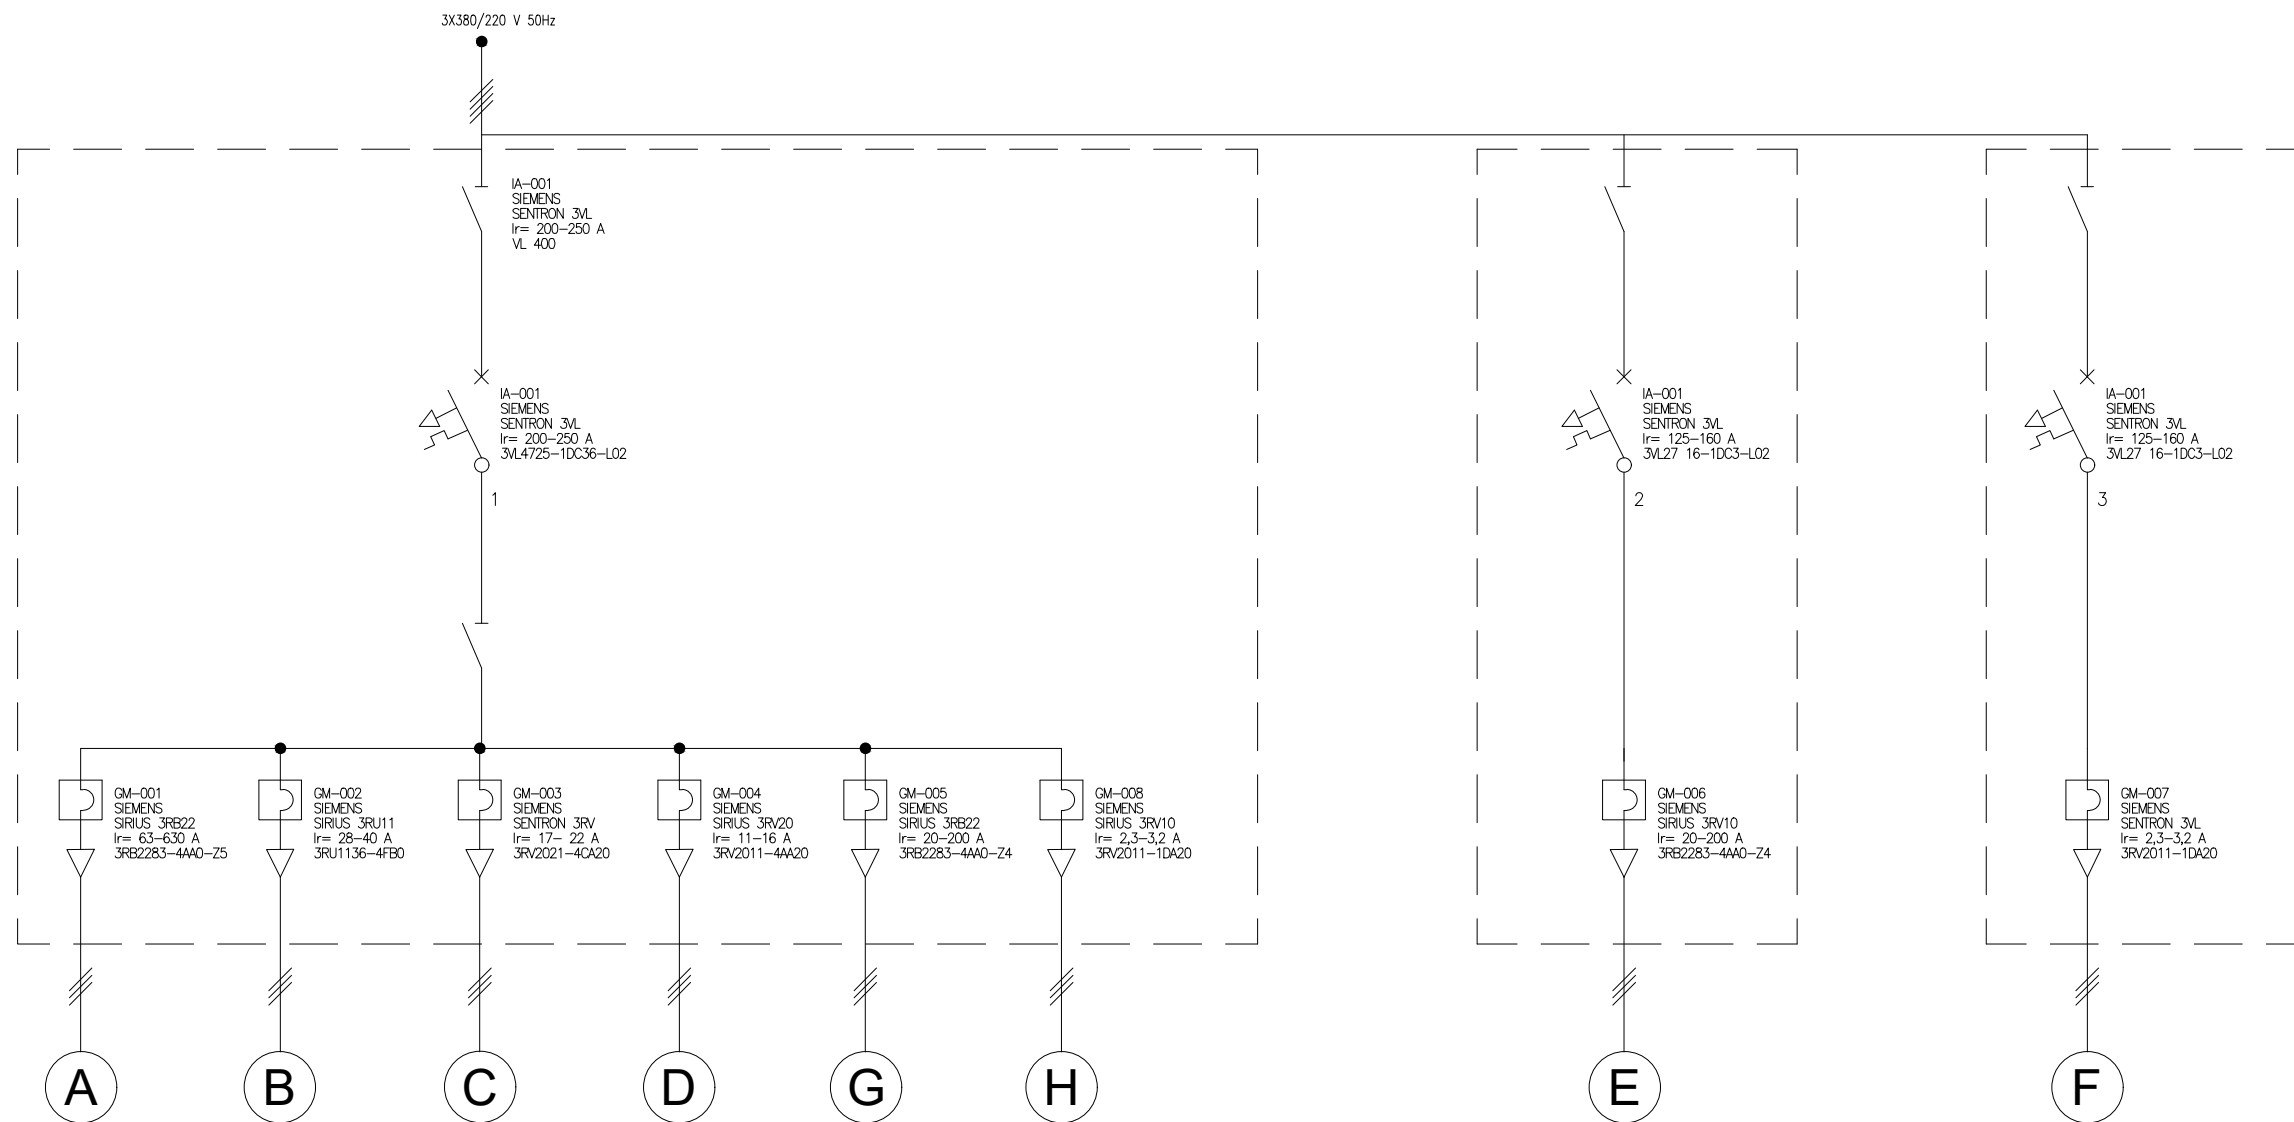 3X380/220 V 50Hz
IA-001
SIEMENS
SENTRON 3VL
Ir= 200-250 A
VL 400
IA-001
SIEMENS
SENTRON 3VL
Ir= 200-250 A
3VL4725-1DC36-L02
1
IA-001
SIEMENS
SENTRON 3VL
Ir= 125-160 A
3VL27 16-1DC3-L02
2
IA-001
SIEMENS
SENTRON 3VL
Ir= 125-160 A
3VL27 16-1DC3-L02
3
GM-001
SIEMENS
SIRIUS 3RB22
Ir= 63-630 A
3RB2283-4AA0-Z5
GM-002
SIEMENS
SIRIUS 3RU11
Ir= 28-40 A
3RU1136-4FB0
GM-003
SIEMENS
SENTRON 3RV
Ir= 17- 22 A
3RV2021-4CA20
GM-004
SIEMENS
SIRIUS 3RV20
Ir= 11-16 A
3RV2011-4AA20
GM-005
SIEMENS
SIRIUS 3RB22
Ir= 20-200 A
3RB2283-4AA0-Z4
GM-008
SIEMENS
SIRIUS 3RV10
Ir= 2,3-3,2 A
3RV2011-1DA20
GM-006
SIEMENS
SIRIUS 3RV10
Ir= 20-200 A
3RB2283-4AA0-Z4
GM-007
SIEMENS
SENTRON 3VL
Ir= 2,3-3,2 A
3RV2011-1DA20
A
B
C
D
G
H
E
F